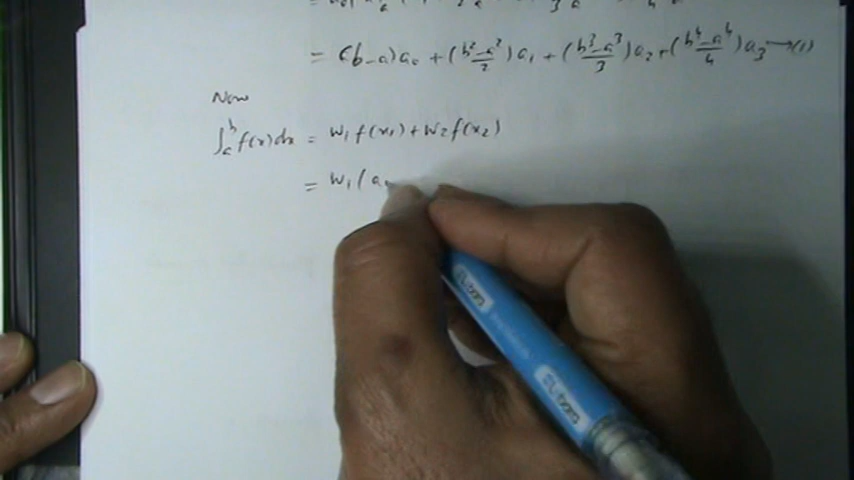 = (b-a)a₀ + (b²-a²/2)a₁ + (b³-a³/3)a₂ + (b⁴-a⁴/4)a₃ → (1)
Now
∫ₐᵇ f(x)dx = w₁f(x₁) + w₂f(x₂)
= w₁(a₀